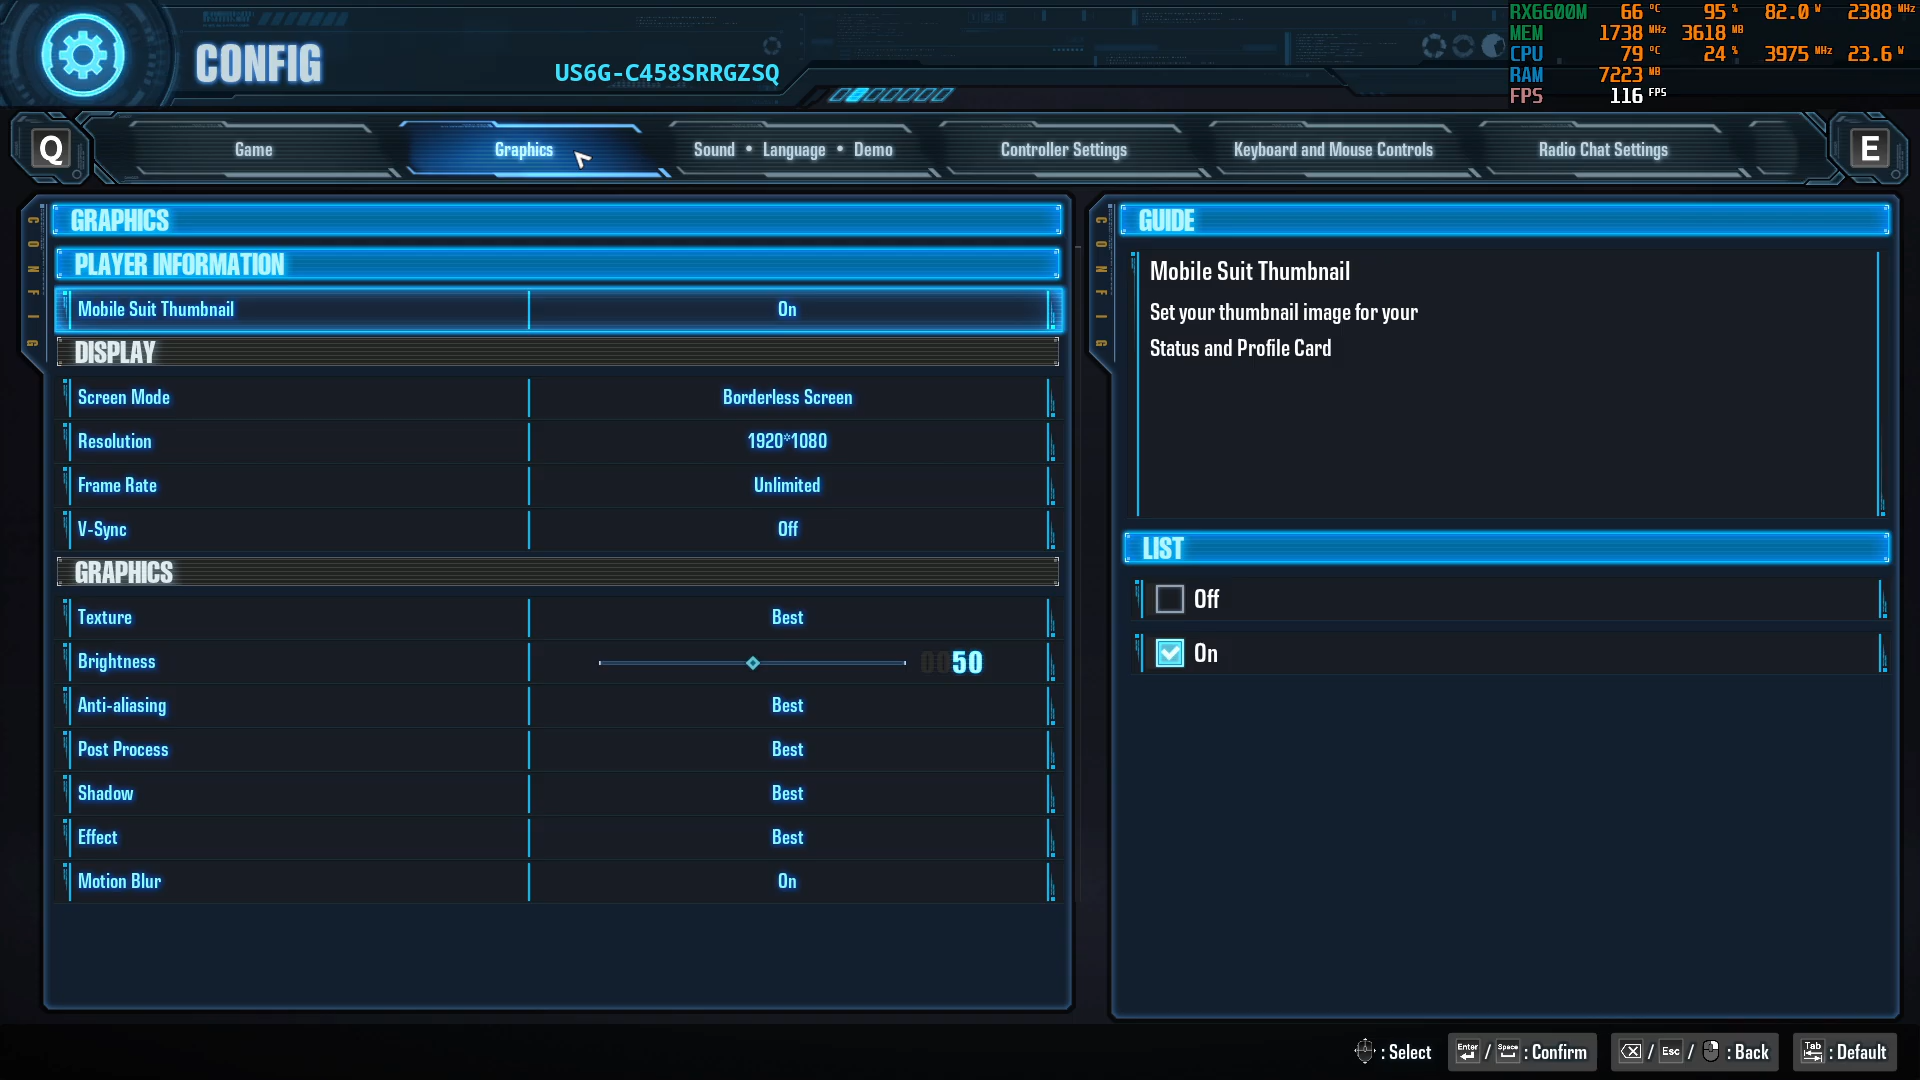 CONFIG
US6G-C458SRRGZSQ
RX6600M 66 °C 95 % 82.0 W 2388 MHz
MEM 1738 MHz 3618 MB
CPU 79 °C 24 % 3975 MHz 23.6 W
RAM 7223 MB
FPS 116 FPS
Q Game Graphics Sound • Language • Demo Controller Settings Keyboard and Mouse Controls Radio Chat Settings E
CONFIG
GRAPHICS
PLAYER INFORMATION
Mobile Suit Thumbnail On
DISPLAY
Screen Mode Borderless Screen
Resolution 1920*1080
Frame Rate Unlimited
V-Sync Off
GRAPHICS
Texture Best
Brightness 0050
Anti-aliasing Best
Post Process Best
Shadow Best
Effect Best
Motion Blur On
CONFIG
GUIDE
Mobile Suit Thumbnail
Set your thumbnail image for your
Status and Profile Card
LIST
Off
On
: Select Enter / Space : Confirm / Esc / : Back Tab : Default